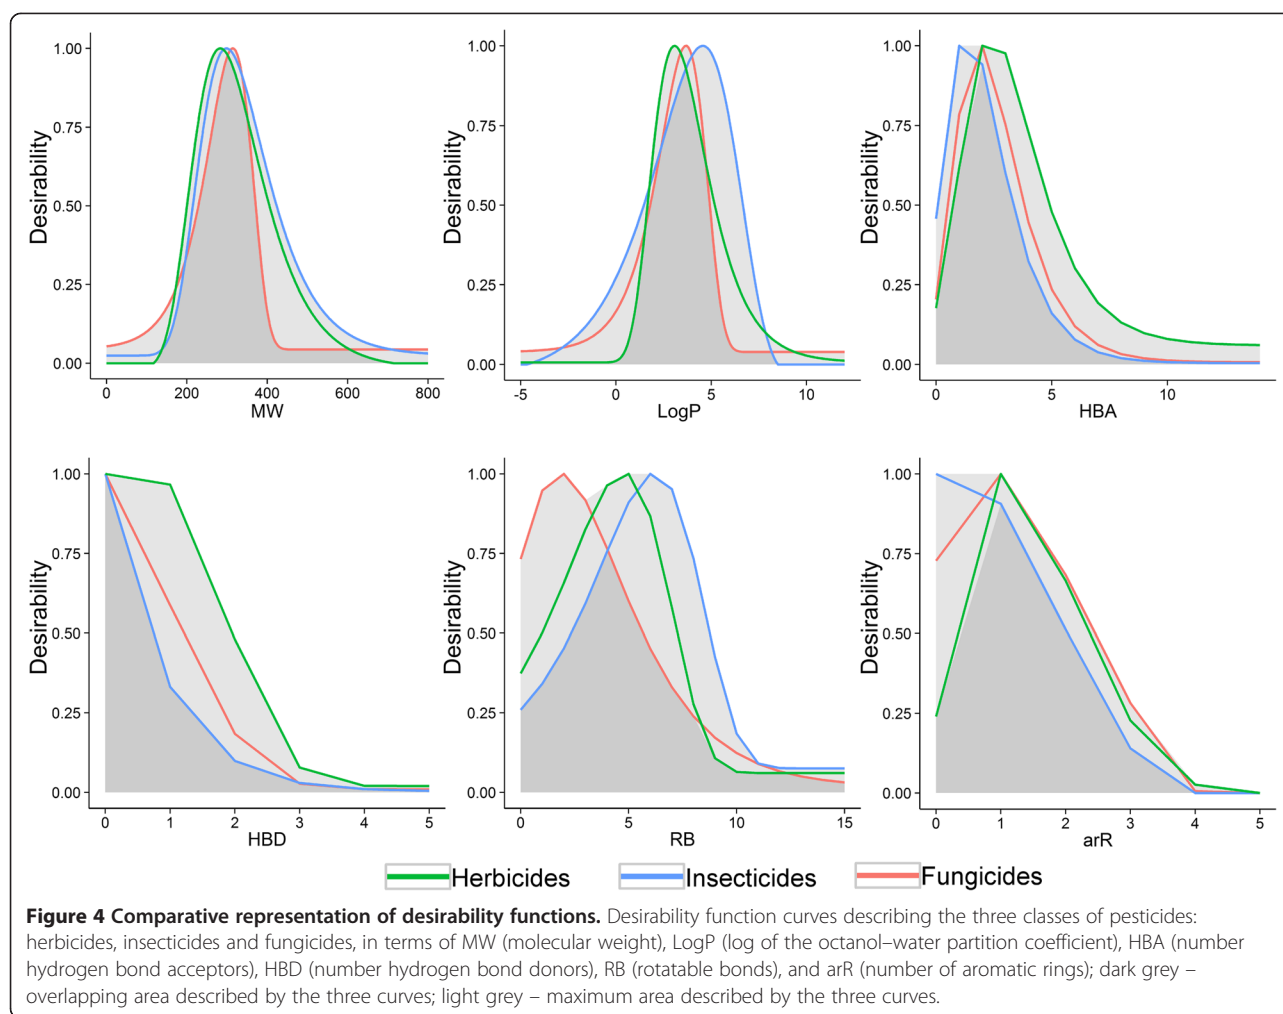 1.00
0.75
0.50
0.25
0.00
Desirability
0 200 400 600 800
MW
1.00
0.75
0.50
0.25
0.00
Desirability
-5 0 5 10
LogP
1.00
0.75
0.50
0.25
0.00
Desirability
0 5 10
HBA
1.00
0.75
0.50
0.25
0.00
Desirability
0 1 2 3 4 5
HBD
1.00
0.75
0.50
0.25
0.00
Desirability
0 5 10 15
RB
1.00
0.75
0.50
0.25
0.00
Desirability
0 1 2 3 4 5
arR
Herbicides Insecticides Fungicides
Figure 4 Comparative representation of desirability functions. Desirability function curves describing the three classes of pesticides:
herbicides, insecticides and fungicides, in terms of MW (molecular weight), LogP (log of the octanol–water partition coefficient), HBA (number
hydrogen bond acceptors), HBD (number hydrogen bond donors), RB (rotatable bonds), and arR (number of aromatic rings); dark grey –
overlapping area described by the three curves; light grey – maximum area described by the three curves.